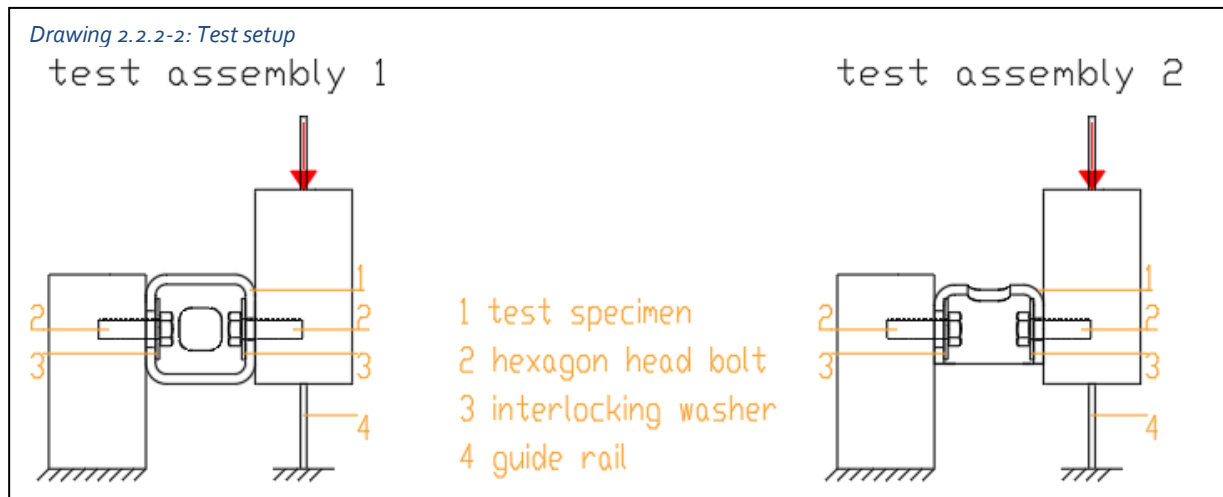 Drawing 2.2.2-2: Test setup
test assembly 1
test assembly 2
1
2
2
3
3
4
1 test specimen
2 hexagon head bolt
3 interlocking washer
4 guide rail
1
2
2
3
3
4